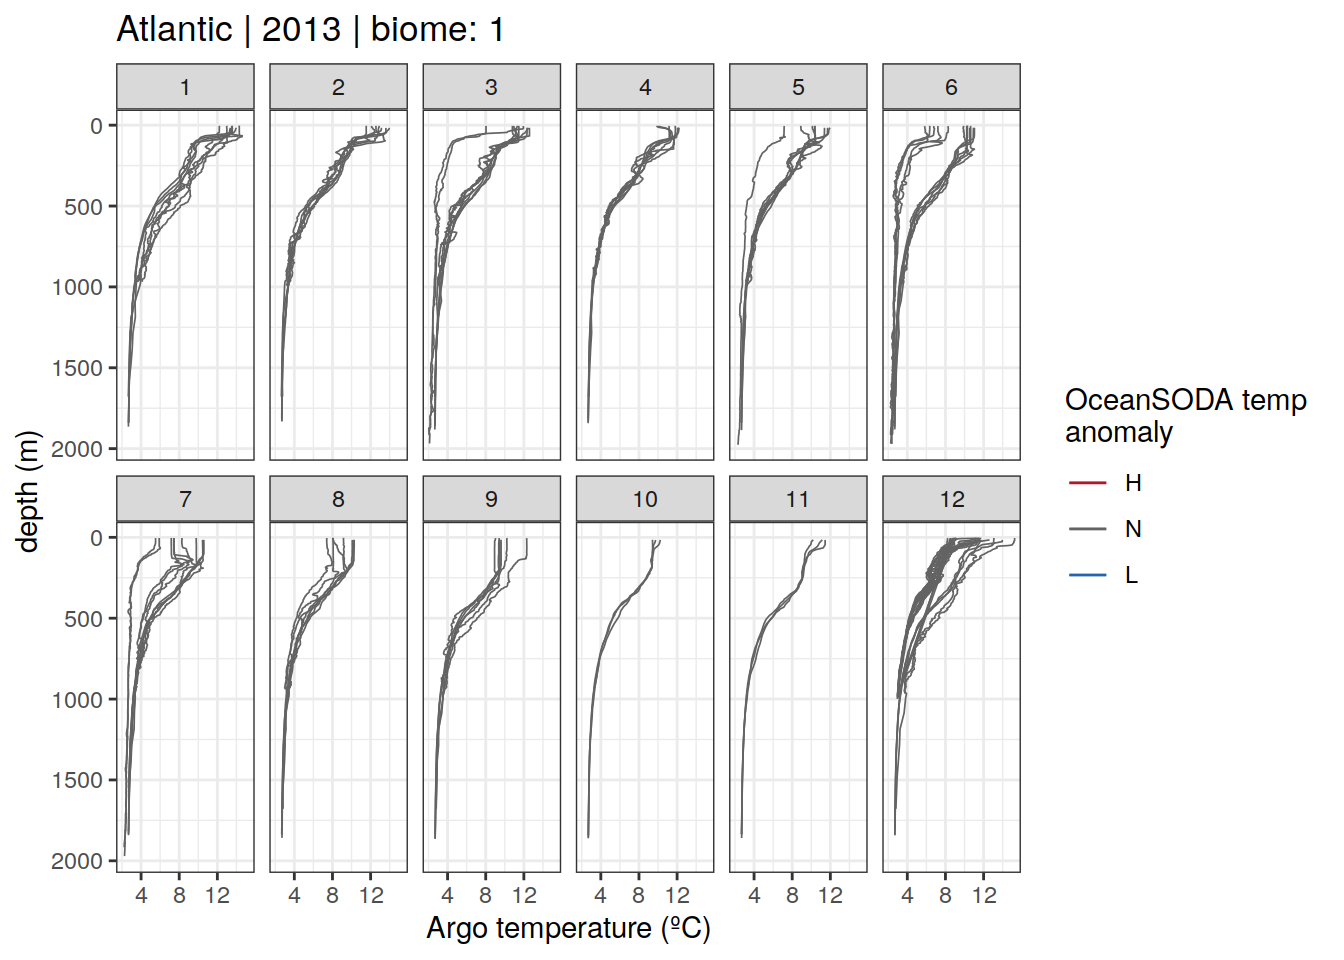 Atlantic | 2013 | biome: 1
1 2 3 4 5 6
0
500
1000
1500
2000
7 8 9 10 11 12
0
500
1000
1500
2000
4 8 12 4 8 12 4 8 12 4 8 12 4 8 12 4 8 12
Argo temperature (ºC)
depth (m)
OceanSODA temp
anomaly
H
N
L